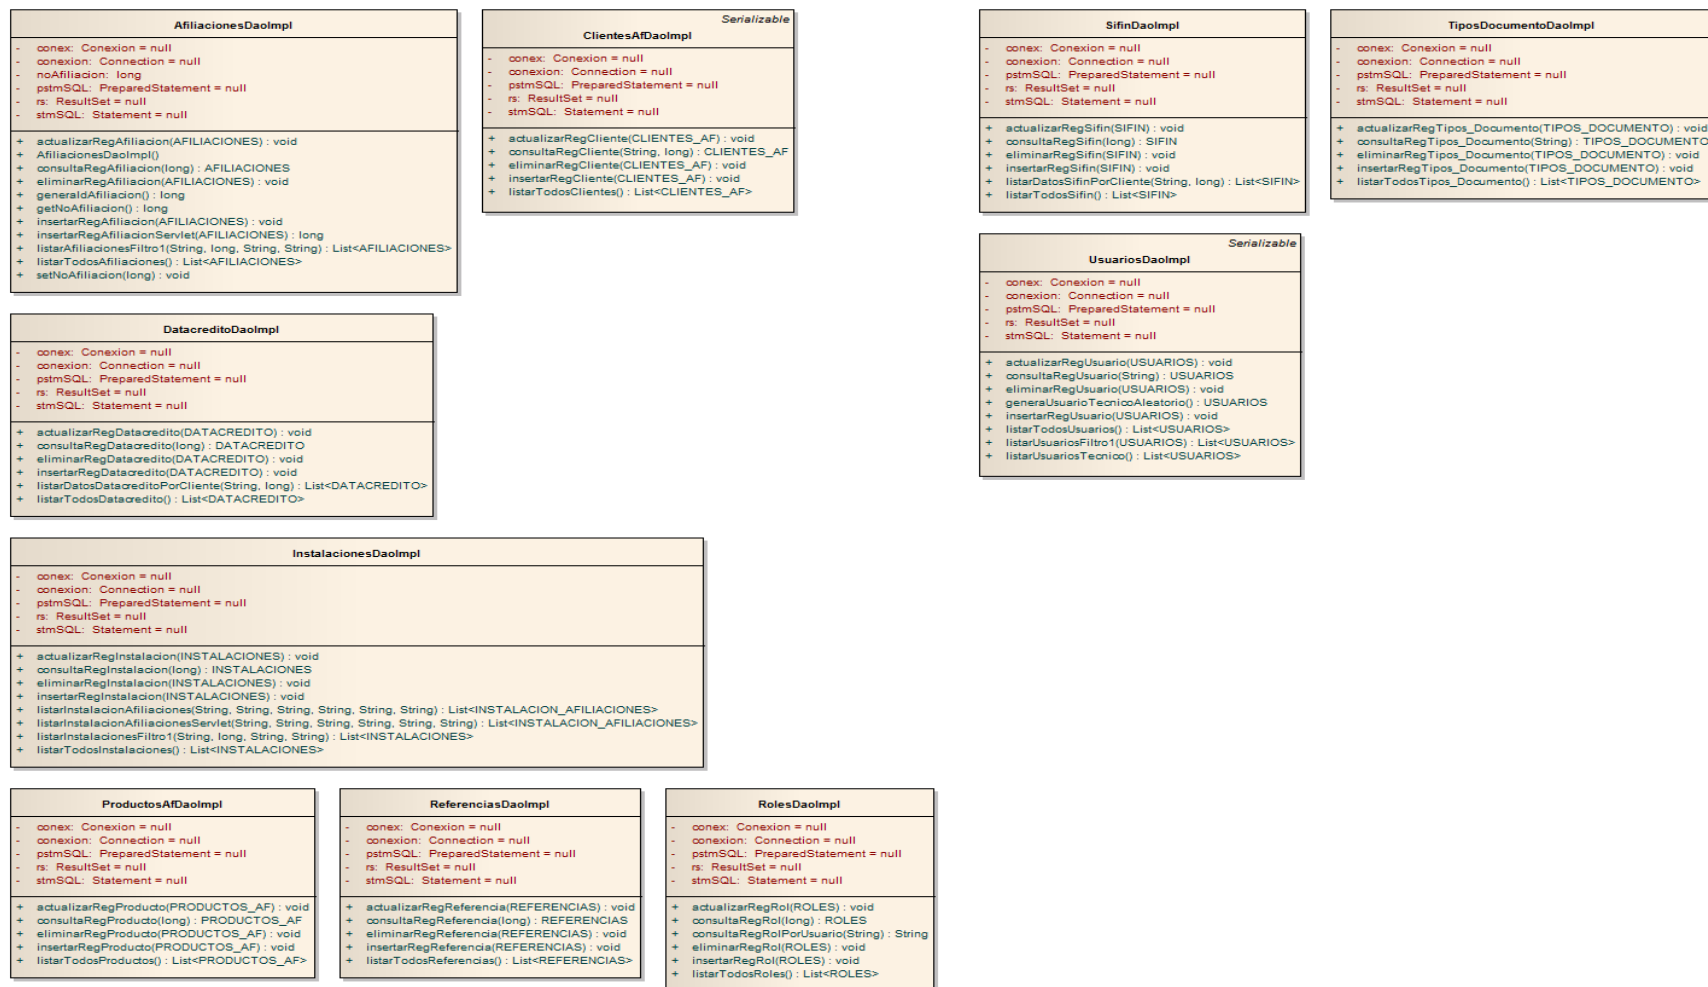 AfiliacionesDaoImpl
- conex: Conexion = null
- conexion: Connection = null
- noAfiliacion: long
- pstmSQL: PreparedStatement = null
- rs: ResultSet = null
- stmSQL: Statement = null
+ actualizarRegAfiliacion(AFILIACIONES) : void
+ AfiliacionesDaoImpl()
+ consultaRegAfiliacion(long) : AFILIACIONES
+ eliminarRegAfiliacion(AFILIACIONES) : void
+ generaIdAfiliacion() : long
+ getNoAfiliacion() : long
+ insertarRegAfiliacion(AFILIACIONES) : void
+ insertarRegAfiliacionServlet(AFILIACIONES) : long
+ listarAfiliacionesFiltro1(String, long, String, String) : List<AFILIACIONES>
+ listarTodosAfiliaciones() : List<AFILIACIONES>
+ setNoAfiliacion(long) : void
Serializable
ClientesAfDaoImpl
- conex: Conexion = null
- conexion: Connection = null
- pstmSQL: PreparedStatement = null
- rs: ResultSet = null
- stmSQL: Statement = null
+ actualizarRegCliente(CLIENTES_AF) : void
+ consultaRegCliente(String, long) : CLIENTES_AF
+ eliminarRegCliente(CLIENTES_AF) : void
+ insertarRegCliente(CLIENTES_AF) : void
+ listarTodosClientes() : List<CLIENTES_AF>
SifinDaoImpl
- conex: Conexion = null
- conexion: Connection = null
- pstmSQL: PreparedStatement = null
- rs: ResultSet = null
- stmSQL: Statement = null
+ actualizarRegSifin(SIFIN) : void
+ consultaRegSifin(long) : SIFIN
+ eliminarRegSifin(SIFIN) : void
+ insertarRegSifin(SIFIN) : void
+ listarDatosSifinPorCliente(String, long) : List<SIFIN>
+ listarTodosSifin() : List<SIFIN>
TiposDocumentoDaoImpl
- conex: Conexion = null
- conexion: Connection = null
- pstmSQL: PreparedStatement = null
- rs: ResultSet = null
- stmSQL: Statement = null
+ actualizarRegTipos_Documento(TIPOS_DOCUMENTO) : void
+ consultaRegTipos_Documento(String) : TIPOS_DOCUMENTO
+ eliminarRegTipos_Documento(TIPOS_DOCUMENTO) : void
+ insertarRegTipos_Documento(TIPOS_DOCUMENTO) : void
+ listarTodosTipos_Documento() : List<TIPOS_DOCUMENTO>
Serializable
UsuariosDaoImpl
- conex: Conexion = null
- conexion: Connection = null
- pstmSQL: PreparedStatement = null
- rs: ResultSet = null
- stmSQL: Statement = null
+ actualizarRegUsuario(USUARIOS) : void
+ consultaRegUsuario(String) : USUARIOS
+ eliminarRegUsuario(USUARIOS) : void
+ generaUsuarioTecnicoAleatorio() : USUARIOS
+ insertarRegUsuario(USUARIOS) : void
+ listarTodosUsuarios() : List<USUARIOS>
+ listarUsuariosFiltro1(USUARIOS) : List<USUARIOS>
+ listarUsuariosTecnico() : List<USUARIOS>
DatacreditoDaoImpl
- conex: Conexion = null
- conexion: Connection = null
- pstmSQL: PreparedStatement = null
- rs: ResultSet = null
- stmSQL: Statement = null
+ actualizarRegDatacredito(DATACREDITO) : void
+ consultaRegDatacredito(long) : DATACREDITO
+ eliminarRegDatacredito(DATACREDITO) : void
+ insertarRegDatacredito(DATACREDITO) : void
+ listarDatosDatacreditoPorCliente(String, long) : List<DATACREDITO>
+ listarTodosDatacredito() : List<DATACREDITO>
InstalacionesDaoImpl
- conex: Conexion = null
- conexion: Connection = null
- pstmSQL: PreparedStatement = null
- rs: ResultSet = null
- stmSQL: Statement = null
+ actualizarRegInstalacion(INSTALACIONES) : void
+ consultaRegInstalacion(long) : INSTALACIONES
+ eliminarRegInstalacion(INSTALACIONES) : void
+ insertarRegInstalacion(INSTALACIONES) : void
+ listarInstalacionAfiliaciones(String, String, String, String, String, String) : List<INSTALACION_AFILIACIONES>
+ listarInstalacionAfiliacionesServlet(String, String, String, String, String, String) : List<INSTALACION_AFILIACIONES>
+ listarInstalacionesFiltro1(String, long, String, String) : List<INSTALACIONES>
+ listarTodosInstalaciones() : List<INSTALACIONES>
ProductosAfDaoImpl
- conex: Conexion = null
- conexion: Connection = null
- pstmSQL: PreparedStatement = null
- rs: ResultSet = null
- stmSQL: Statement = null
+ actualizarRegProducto(PRODUCTOS_AF) : void
+ consultaRegProducto(long) : PRODUCTOS_AF
+ eliminarRegProducto(PRODUCTOS_AF) : void
+ insertarRegProducto(PRODUCTOS_AF) : void
+ listarTodosProductos() : List<PRODUCTOS_AF>
ReferenciasDaoImpl
- conex: Conexion = null
- conexion: Connection = null
- pstmSQL: PreparedStatement = null
- rs: ResultSet = null
- stmSQL: Statement = null
+ actualizarRegReferencia(REFERENCIAS) : void
+ consultaRegReferencia(long) : REFERENCIAS
+ eliminarRegReferencia(REFERENCIAS) : void
+ insertarRegReferencia(REFERENCIAS) : void
+ listarTodosReferencias() : List<REFERENCIAS>
RolesDaoImpl
- conex: Conexion = null
- conexion: Connection = null
- pstmSQL: PreparedStatement = null
- rs: ResultSet = null
- stmSQL: Statement = null
+ actualizarRegRol(ROLES) : void
+ consultaRegRol(long) : ROLES
+ consultaRegRolPorUsuario(String) : String
+ eliminarRegRol(ROLES) : void
+ insertarRegRol(ROLES) : void
+ listarTodosRoles() : List<ROLES>